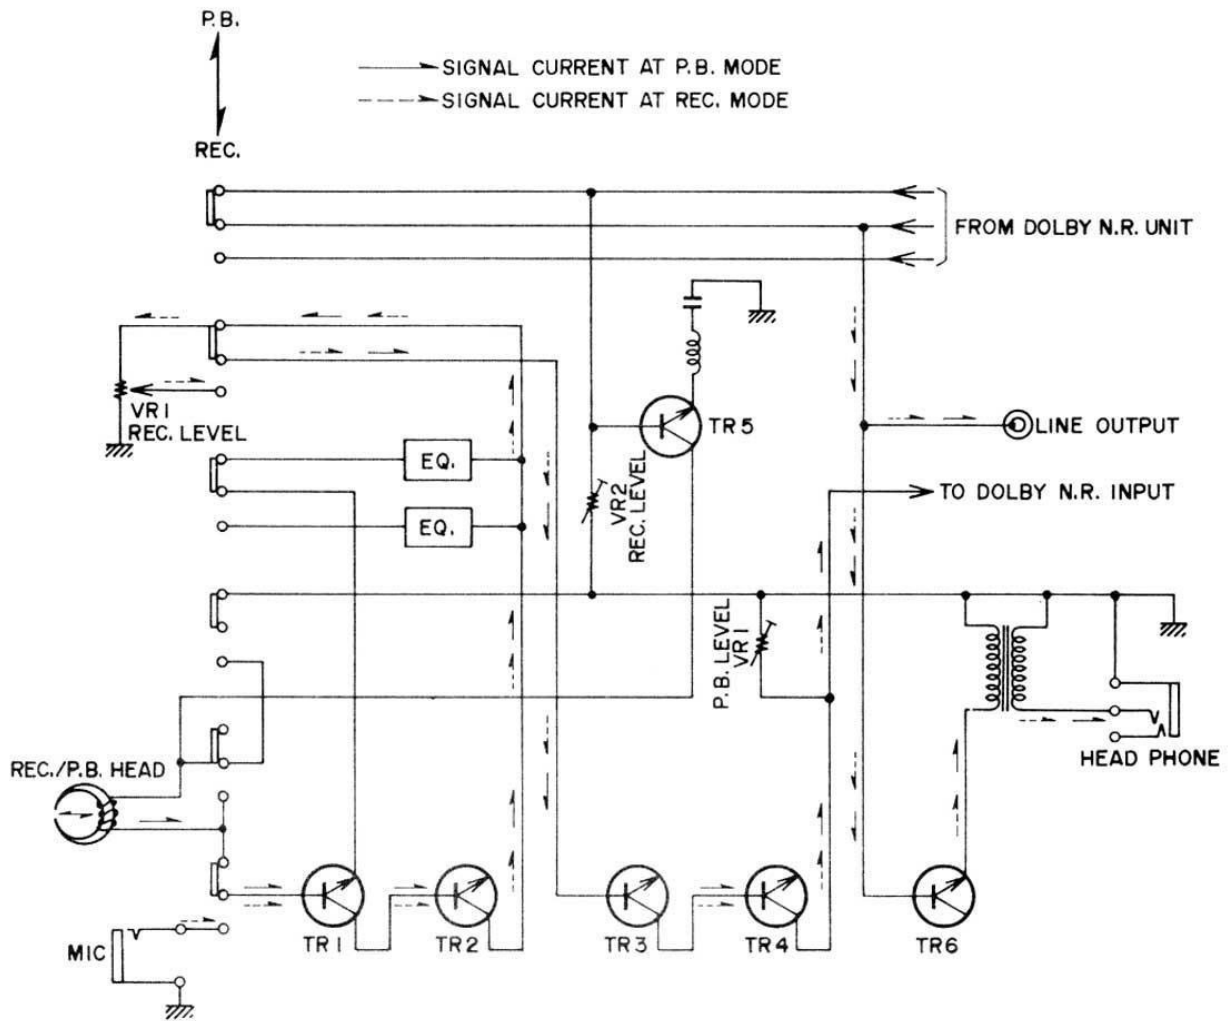 P.B.
SIGNAL CURRENT AT P.B. MODE
SIGNAL CURRENT AT REC. MODE
REC.
FROM DOLBY N.R. UNIT
VR1
REC. LEVEL
TR5
LINE OUTPUT
EQ.
VR2
REC. LEVEL
TO DOLBY N.R. INPUT
EQ.
P.B. LEVEL
VR1
REC./P.B. HEAD
HEAD PHONE
MIC
TR1
TR2
TR3
TR4
TR6